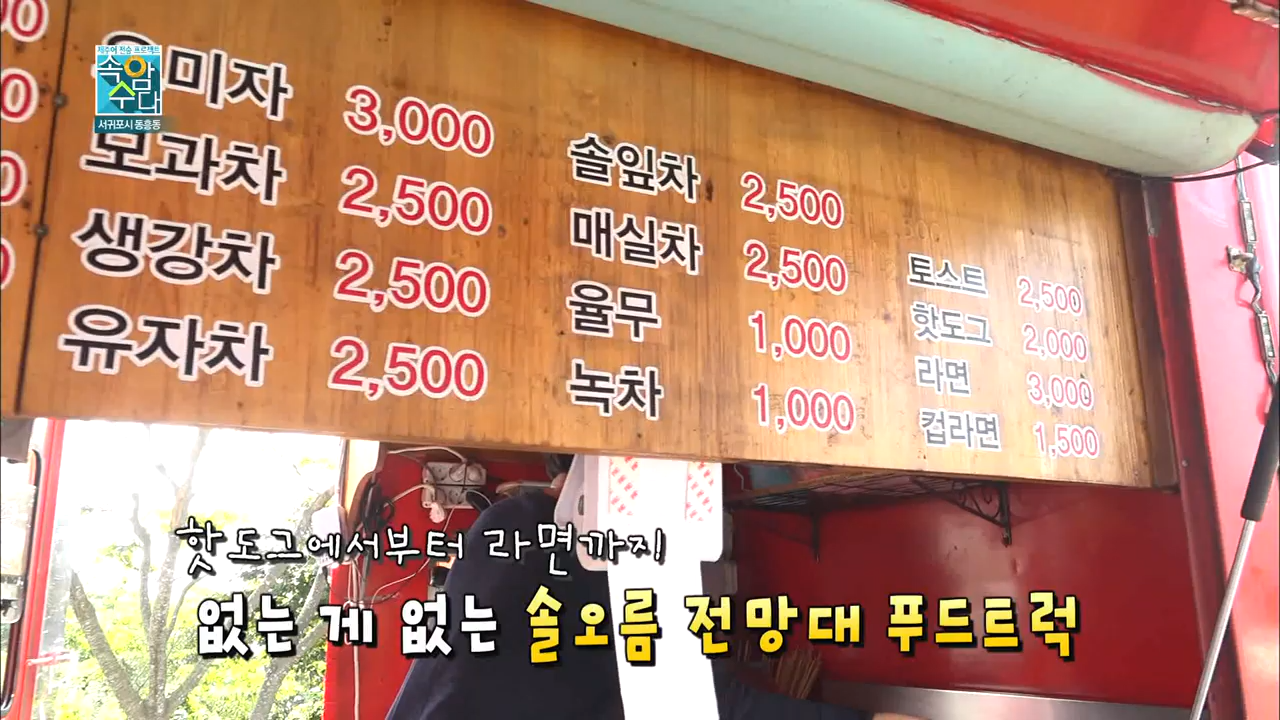 제주어 전승 프로젝트
속암수다
서귀포시 동홍동
오미자 3,000
모과차 2,500
생강차 2,500
유자차 2,500
솔잎차 2,500
매실차 2,500
율무 1,000
녹차 1,000
토스트 2,500
핫도그 2,000
라면 3,000
컵라면 1,500
핫도그에서부터 라면까지!
없는 게 없는 솔오름 전망대 푸드트럭